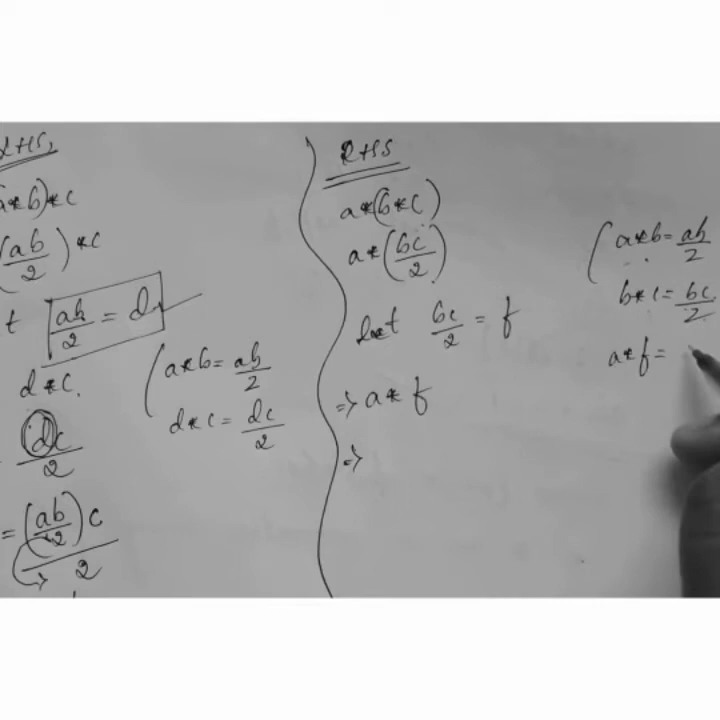 LHS,
(a*b)*c
(ab/2)*c
t ab/2 = d
d*c.
(a*b = ab/2
d*c = dc/2
dc/2
= (ab/2)c/2
RHS
a*(b*c)
a*(bc/2)
Let bc/2 = f
=> a*f
=>
(a*b = ab/2
b*c = bc/2
a*f =